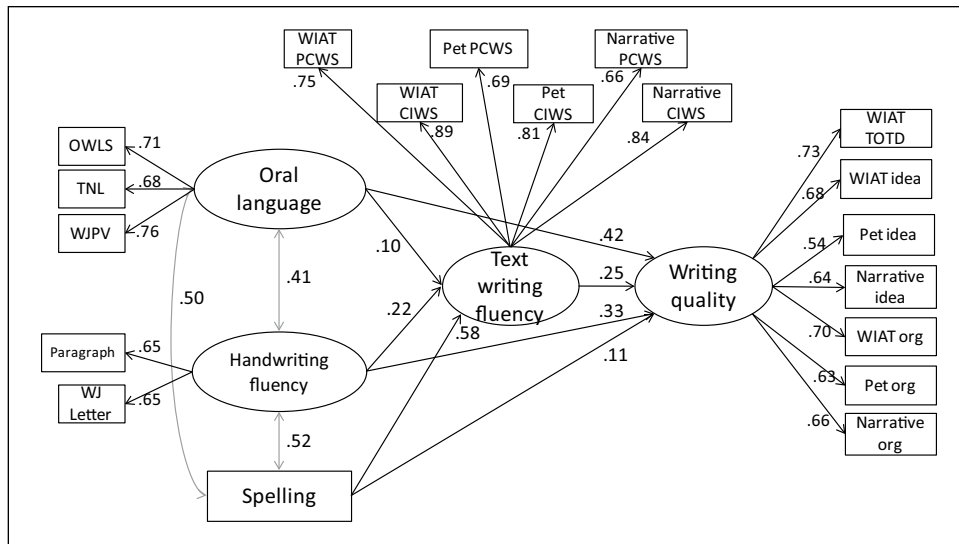 WIAT
PCWS
Pet PCWS
Narrative
PCWS
.75
.69
.66
WIAT
CIWS
Pet
CIWS
Narrative
CIWS
.89
.81
.84
WIAT
TOTD
.73
WIAT idea
.68
Pet idea
.54
Narrative
idea
.64
WIAT org
.70
Pet org
.63
Narrative
org
.66
OWLS
.71
TNL
.68
WJPV
.76
Oral
language
.42
.10
.41
.50
Text
writing
fluency
.25
Writing
quality
.22
.33
.58
.11
Paragraph
.65
WJ
Letter
.65
Handwriting
fluency
.52
Spelling